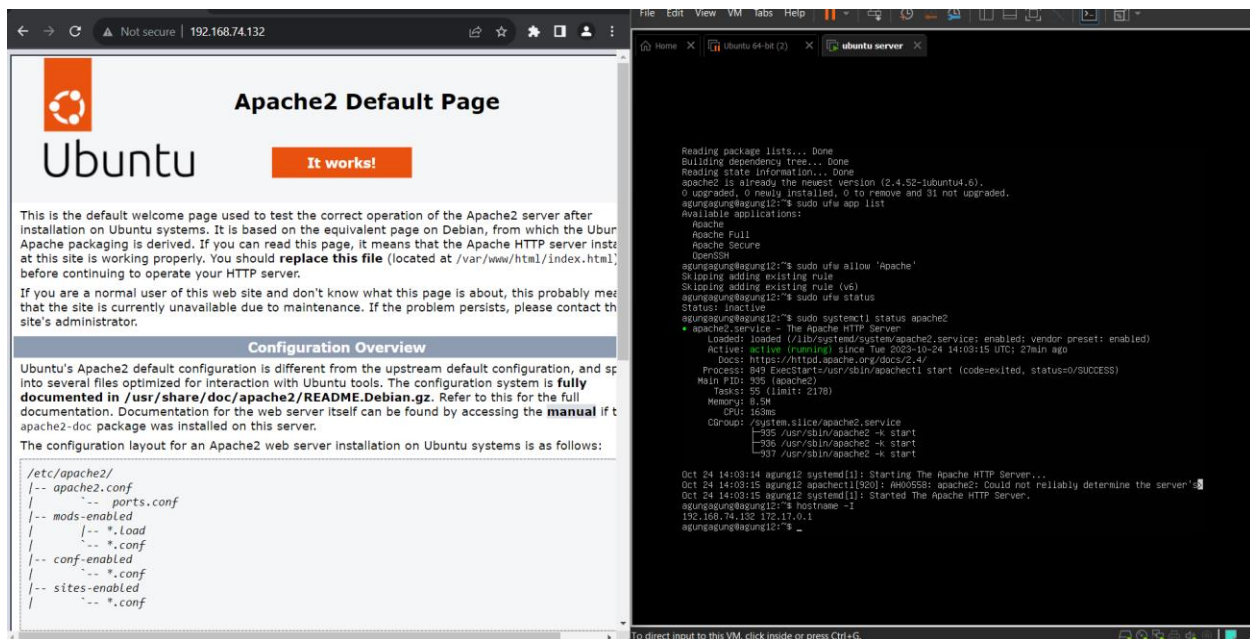 Not secure | 192.168.74.132
Apache2 Default Page
Ubuntu
It works!
This is the default welcome page used to test the correct operation of the Apache2 server after
installation on Ubuntu systems. It is based on the equivalent page on Debian, from which the
Apache packaging is derived. If you can read this page, it means that the Apache HTTP server
at this site is working properly. You should replace this file (located at /var/www/html/index.html)
before continuing to operate your HTTP server.
If you are a normal user of this web site and don't know what this page is about, this probably
that the site is currently unavailable due to maintenance. If the problem persists, please contact
site's administrator.
Configuration Overview
Ubuntu's Apache2 default configuration is different from the upstream default configuration, and
into several files optimized for interaction with Ubuntu tools. The configuration system is fully
documented in /usr/share/doc/apache2/README.Debian.gz. Refer to this for the full
documentation. Documentation for the web server itself can be found by accessing the manual if
apache2-doc package was installed on this server.
The configuration layout for an Apache2 web server installation on Ubuntu systems is as follows:
/etc/apache2/
|-- apache2.conf
|       `--  ports.conf
|-- mods-enabled
|       |-- *.load
|       `-- *.conf
|-- conf-enabled
|       `-- *.conf
|-- sites-enabled
|       `-- *.conf
File Edit View VM Tabs Help
Home Ubuntu 64-bit (2) ubuntu server
Reading package lists... Done
Building dependency tree... Done
Reading state information... Done
apache2 is already the newest version (2.4.52-1ubuntu4.6).
0 upgraded, 0 newly installed, 0 to remove and 31 not upgraded.
agungagung@agung12:~$ sudo ufw app list
Available applications:
  Apache
  Apache Full
  Apache Secure
  OpenSSH
agungagung@agung12:~$ sudo ufw allow 'Apache'
Skipping adding existing rule
Skipping adding existing rule (v6)
agungagung@agung12:~$ sudo ufw status
Status: inactive
agungagung@agung12:~$ sudo systemctl status apache2
● apache2.service - The Apache HTTP Server
     Loaded: loaded (/lib/systemd/system/apache2.service; enabled; vendor preset: enabled)
     Active: active (running) since Tue 2023-10-24 14:03:15 UTC; 27min ago
       Docs: https://httpd.apache.org/docs/2.4/
    Process: 849 ExecStart=/usr/sbin/apachectl start (code=exited, status=0/SUCCESS)
   Main PID: 935 (apache2)
      Tasks: 55 (limit: 2178)
     Memory: 8.5M
        CPU: 163ms
     CGroup: /system.slice/apache2.service
             ├─935 /usr/sbin/apache2 -k start
             ├─936 /usr/sbin/apache2 -k start
             └─937 /usr/sbin/apache2 -k start
Oct 24 14:03:14 agung12 systemd[1]: Starting The Apache HTTP Server...
Oct 24 14:03:15 agung12 apachectl[920]: AH00558: apache2: Could not reliably determine the server's>
Oct 24 14:03:15 agung12 systemd[1]: Started The Apache HTTP Server.
agungagung@agung12:~$ hostname -I
192.168.74.132 172.17.0.1
agungagung@agung12:~$ _
To direct input to this VM, click inside or press Ctrl+G.